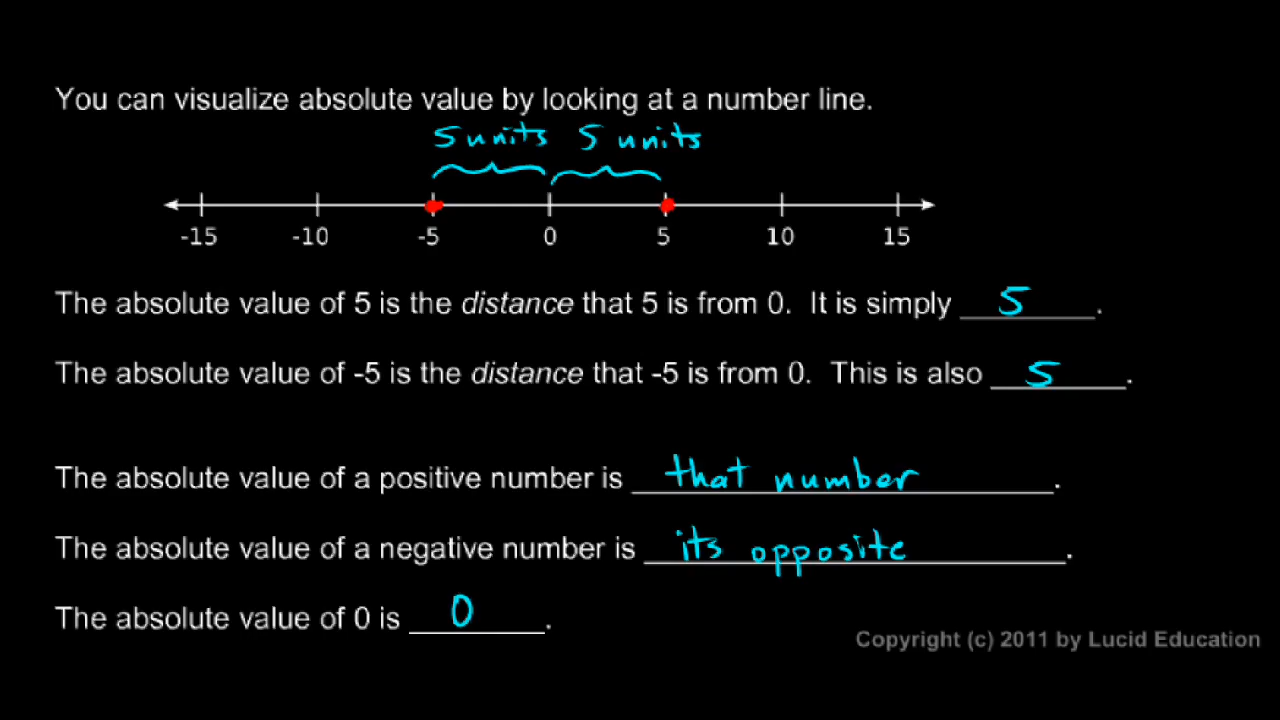 You can visualize absolute value by looking at a number line.
5 units 5 units
-15 -10 -5 0 5 10 15
The absolute value of 5 is the distance that 5 is from 0. It is simply 5.
The absolute value of -5 is the distance that -5 is from 0. This is also 5.
The absolute value of a positive number is that number.
The absolute value of a negative number is its opposite.
The absolute value of 0 is 0.
Copyright (c) 2011 by Lucid Education